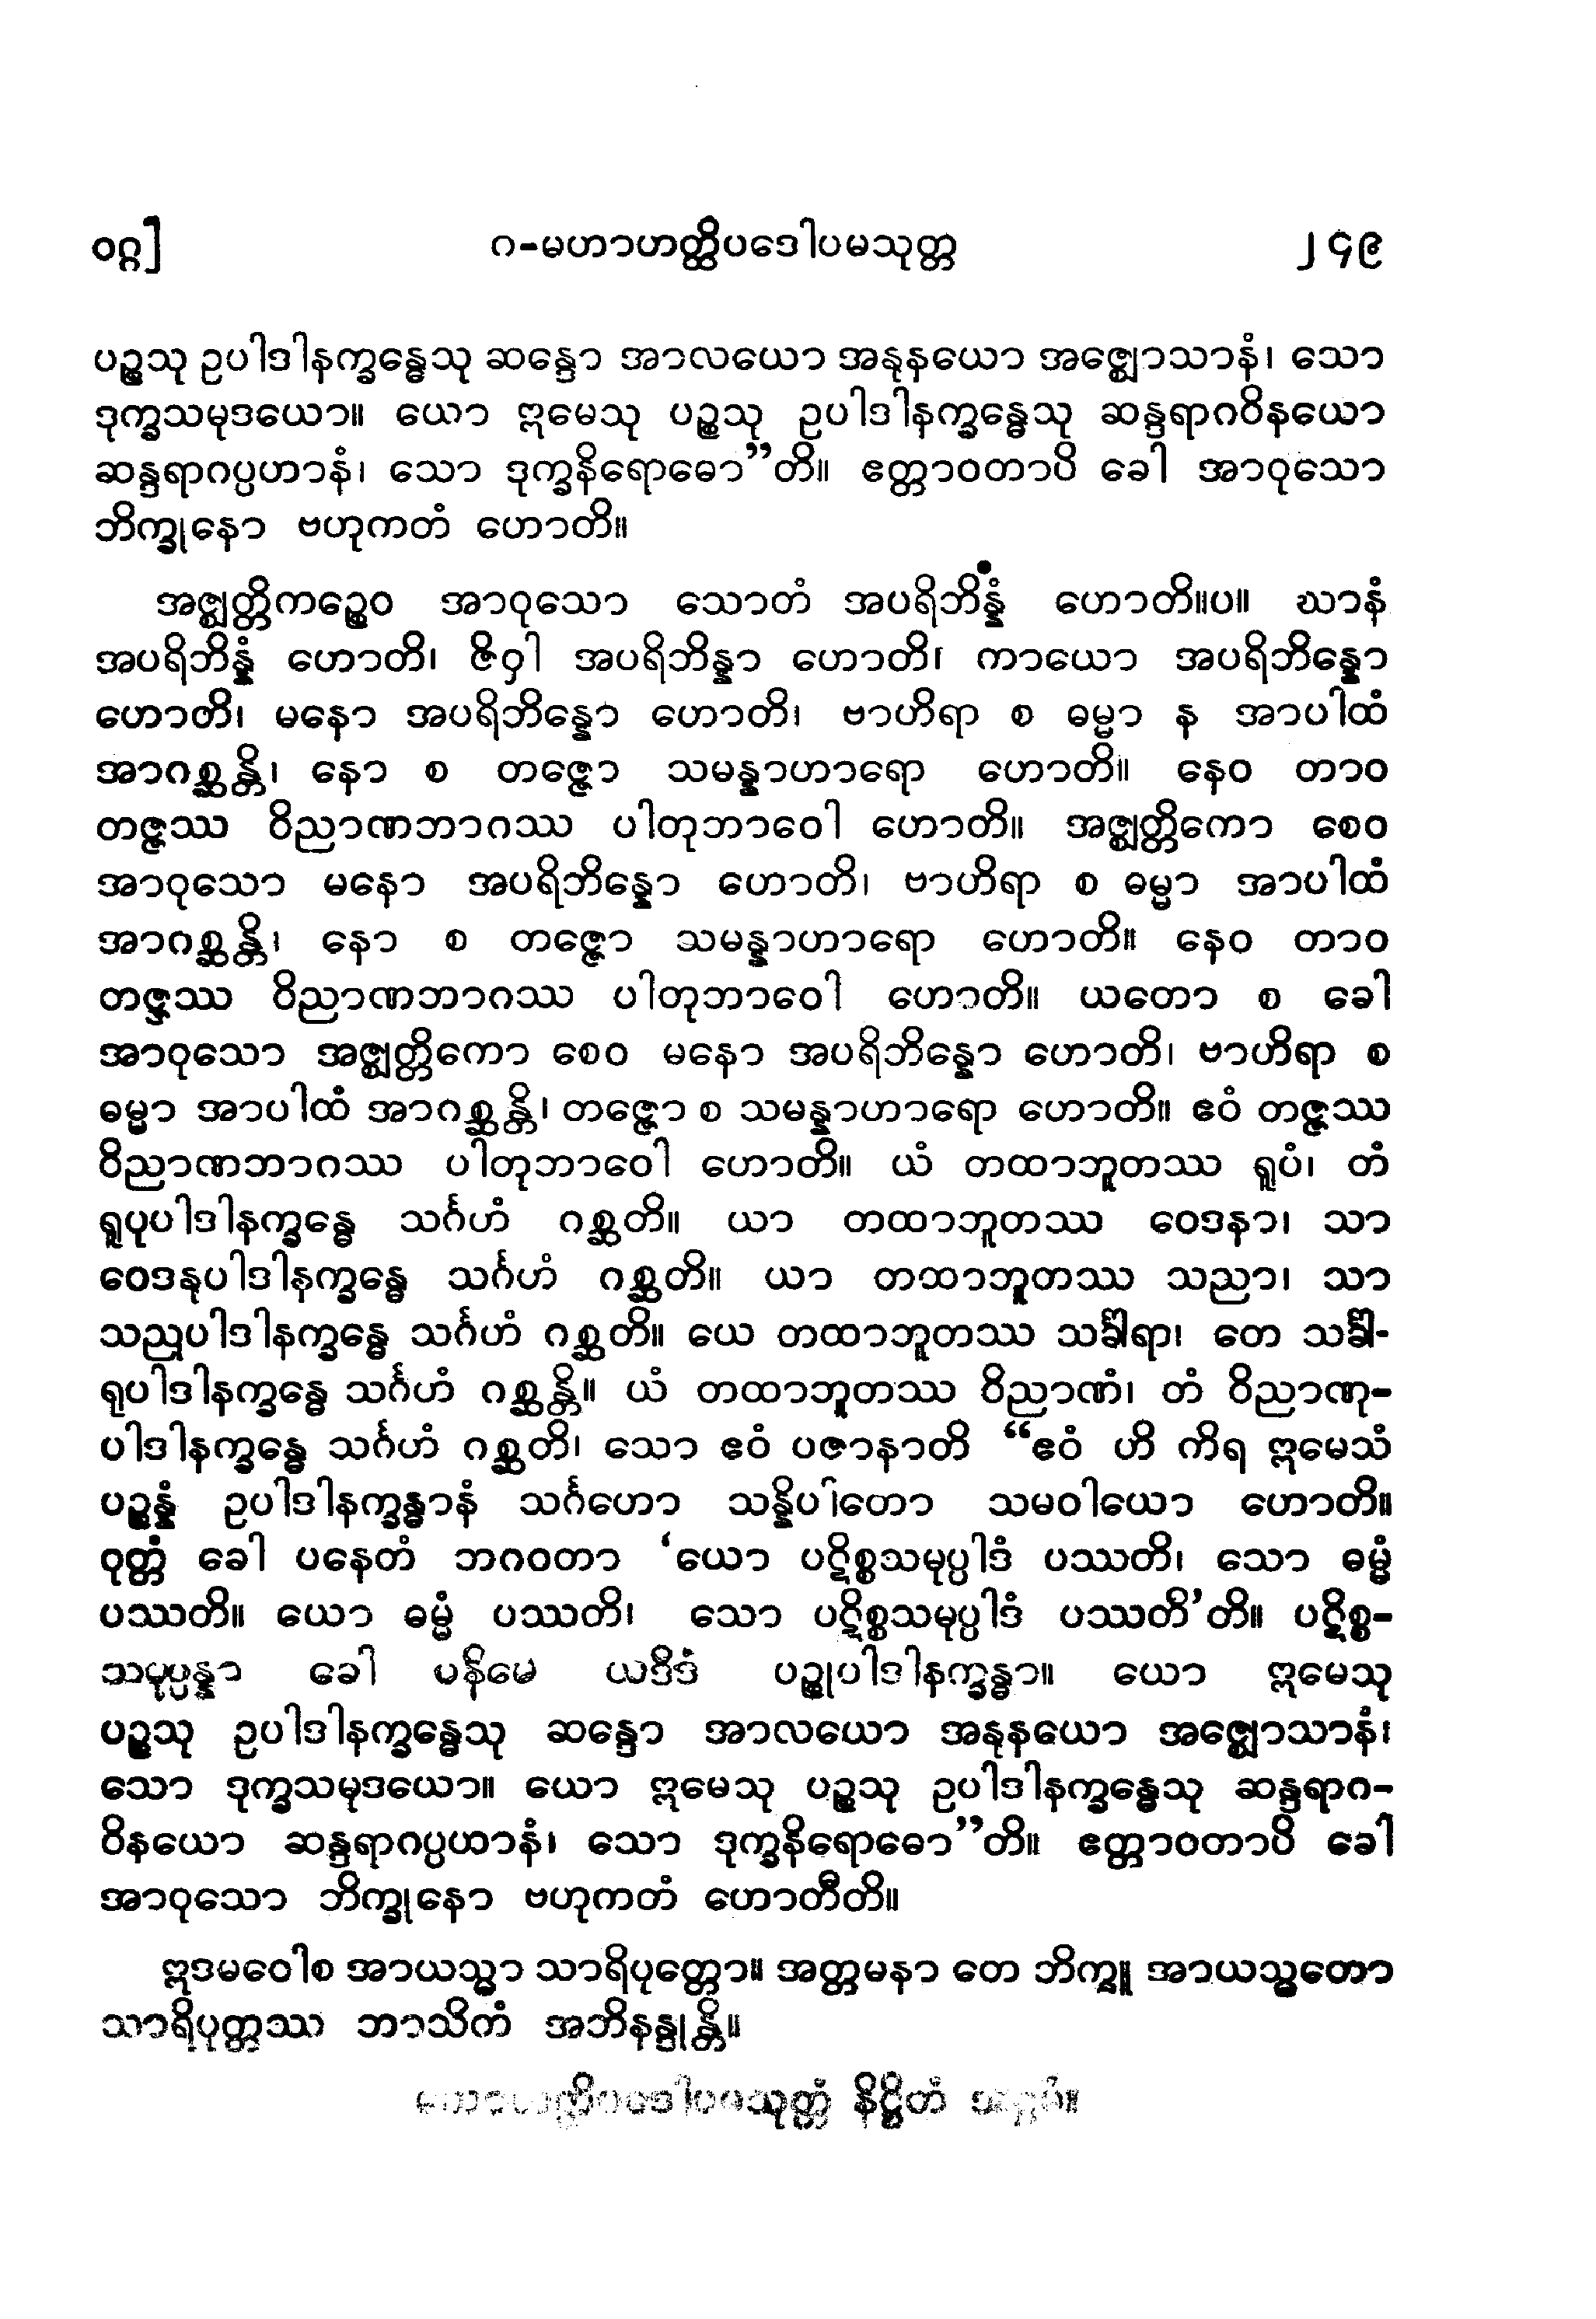 ၀ဂ္ဂ]
ဂ-မဟာဟတ္ထိပဒေါပမသုတ္တ
၂၄၉
ပဉ္စသု ဥပါဒါနက္ခန္ဓေသု ဆန္ဒော အာလယော အနုနယော အဇ္ဈောသာနံ၊ သော
ဒုက္ခသမုဒယော။ ယော ဣမေသု ပဉ္စသု ဥပါဒါနက္ခန္ဓေသု ဆန္ဒရာဂဝိနယော
ဆန္ဒရာဂပ္ပဟာနံ၊ သော ဒုက္ခနိရောဓော”တိ။ ဧတ္တာဝတာပိ ခေါ အာဝုသော
ဘိက္ခုနော ဗဟုကတံ ဟောတိ။
အဇ္ဈတ္တိကဉ္စေဝ အာဝုသော သောတံ အပရိဘိန္နံ ဟောတိ။ပ။ ဃာနံ
အပရိဘိန္နံ ဟောတိ၊ ဇိဝှါ အပရိဘိန္နာ ဟောတိ၊ ကာယော အပရိဘိန္နော
ဟောတိ၊ မနော အပရိဘိန္နော ဟောတိ၊ ဗာဟိရာ စ ဓမ္မာ န အာပါထံ
အာဂစ္ဆန္တိ၊ နော စ တဇ္ဇော သမန္နာဟာရော ဟောတိ။ နေဝ တာဝ
တဇ္ဇဿ ဝိညာဏဘာဂဿ ပါတုဘာဝေါ ဟောတိ။ အဇ္ဈတ္တိကော စေဝ
အာဝုသော မနော အပရိဘိန္နော ဟောတိ၊ ဗာဟိရာ စ ဓမ္မာ အာပါထံ
အာဂစ္ဆန္တိ၊ နော စ တဇ္ဇော သမန္နာဟာရော ဟောတိ။ နေဝ တာဝ
တဇ္ဇဿ ဝိညာဏဘာဂဿ ပါတုဘာဝေါ ဟောတိ။ ယတော စ ခေါ
အာဝုသော အဇ္ဈတ္တိကော စေဝ မနော အပရိဘိန္နော ဟောတိ၊ ဗာဟိရာ စ
ဓမ္မာ အာပါထံ အာဂစ္ဆန္တိ၊ တဇ္ဇော စ သမန္နာဟာရော ဟောတိ။ ဧဝံ တဇ္ဇဿ
ဝိညာဏဘာဂဿ ပါတုဘာဝေါ ဟောတိ။ ယံ တထာဘူတဿ ရူပံ၊ တံ
ရူပုပါဒါနက္ခန္ဓေ သင်္ဂဟံ ဂစ္ဆတိ။ ယာ တထာဘူတဿ ဝေဒနာ၊ သာ
ဝေဒနုပါဒါနက္ခန္ဓေ သင်္ဂဟံ ဂစ္ဆတိ။ ယာ တထာဘူတဿ သညာ၊ သာ
သညုပါဒါနက္ခန္ဓေ သင်္ဂဟံ ဂစ္ဆတိ။ ယေ တထာဘူတဿ သင်္ခါရာ၊ တေ သင်္ခါ-
ရုပါဒါနက္ခန္ဓေ သင်္ဂဟံ ဂစ္ဆန္တိ။ ယံ တထာဘူတဿ ဝိညာဏံ၊ တံ ဝိညာဏု-
ပါဒါနက္ခန္ဓေ သင်္ဂဟံ ဂစ္ဆတိ၊ သော ဧဝံ ပဇာနာတိ “ဧဝံ ဟိ ကိရ ဣမေသံ
ပဉ္စန္နံ ဥပါဒါနက္ခန္ဓာနံ သင်္ဂဟော သန္နိပါတော သမဝါယော ဟောတိ။
ဝုတ္တံ ခေါ ပနေတံ ဘဂဝတာ ‘ယော ပဋိစ္စသမုပ္ပါဒံ ပဿတိ၊ သော ဓမ္မံ
ပဿတိ။ ယော ဓမ္မံ ပဿတိ၊ သော ပဋိစ္စသမုပ္ပါဒံ ပဿတိ’တိ။ ပဋိစ္စ-
သမုပ္ပန္နာ ခေါ ပနိမေ ယဒိဒံ ပဉ္စုပါဒါနက္ခန္ဓာ။ ယော ဣမေသု
ပဉ္စသု ဥပါဒါနက္ခန္ဓေသု ဆန္ဒော အာလယော အနုနယော အဇ္ဈောသာနံ၊
သော ဒုက္ခသမုဒယော။ ယော ဣမေသု ပဉ္စသု ဥပါဒါနက္ခန္ဓေသု ဆန္ဒရာဂ-
ဝိနယော ဆန္ဒရာဂပ္ပဟာနံ၊ သော ဒုက္ခနိရောဓော”တိ။ ဧတ္တာဝတာပိ ခေါ
အာဝုသော ဘိက္ခုနော ဗဟုကတံ ဟောတီတိ။
ဣဒမဝေါစ အာယသ္မာ သာရိပုတ္တော။ အတ္တမနာ တေ ဘိက္ခူ အာယသ္မတော
သာရိပုတ္တဿ ဘာသိတံ အဘိနန္ဒုန္တိ။
မဟာဟတ္ထိပဒေါပမသုတ္တံ နိဋ္ဌိတံ